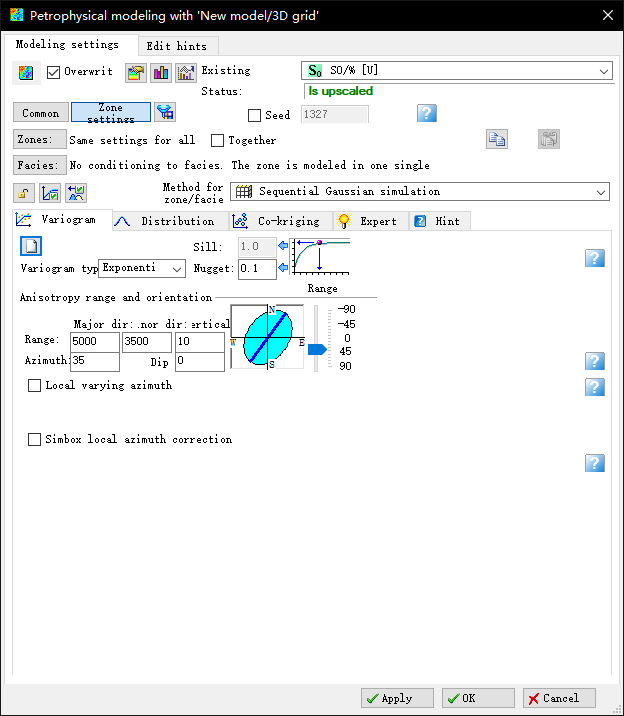 Petrophysical modeling with 'New model/3D grid'
Modeling settings
Edit hints
Overwrit
Existing
SO/% [U]
Status:
Is upscaled
Common
Zone settings
Seed
1327
Zones:
Same settings for all
Together
Facies:
No conditioning to facies. The zone is modeled in one single
Method for zone/facie
Sequential Gaussian simulation
Variogram
Distribution
Co-kriging
Expert
Hint
Sill:
1.0
Variogram typ
Exponenti
Nugget:
0.1
Range
Anisotropy range and orientation
Major dir:
.nor dir:
ertical
Range:
5000
3500
10
Azimuth:
35
Dip
0
N
W
E
S
-90
-45
0
45
90
Local varying azimuth
Simbox local azimuth correction
Apply
OK
Cancel